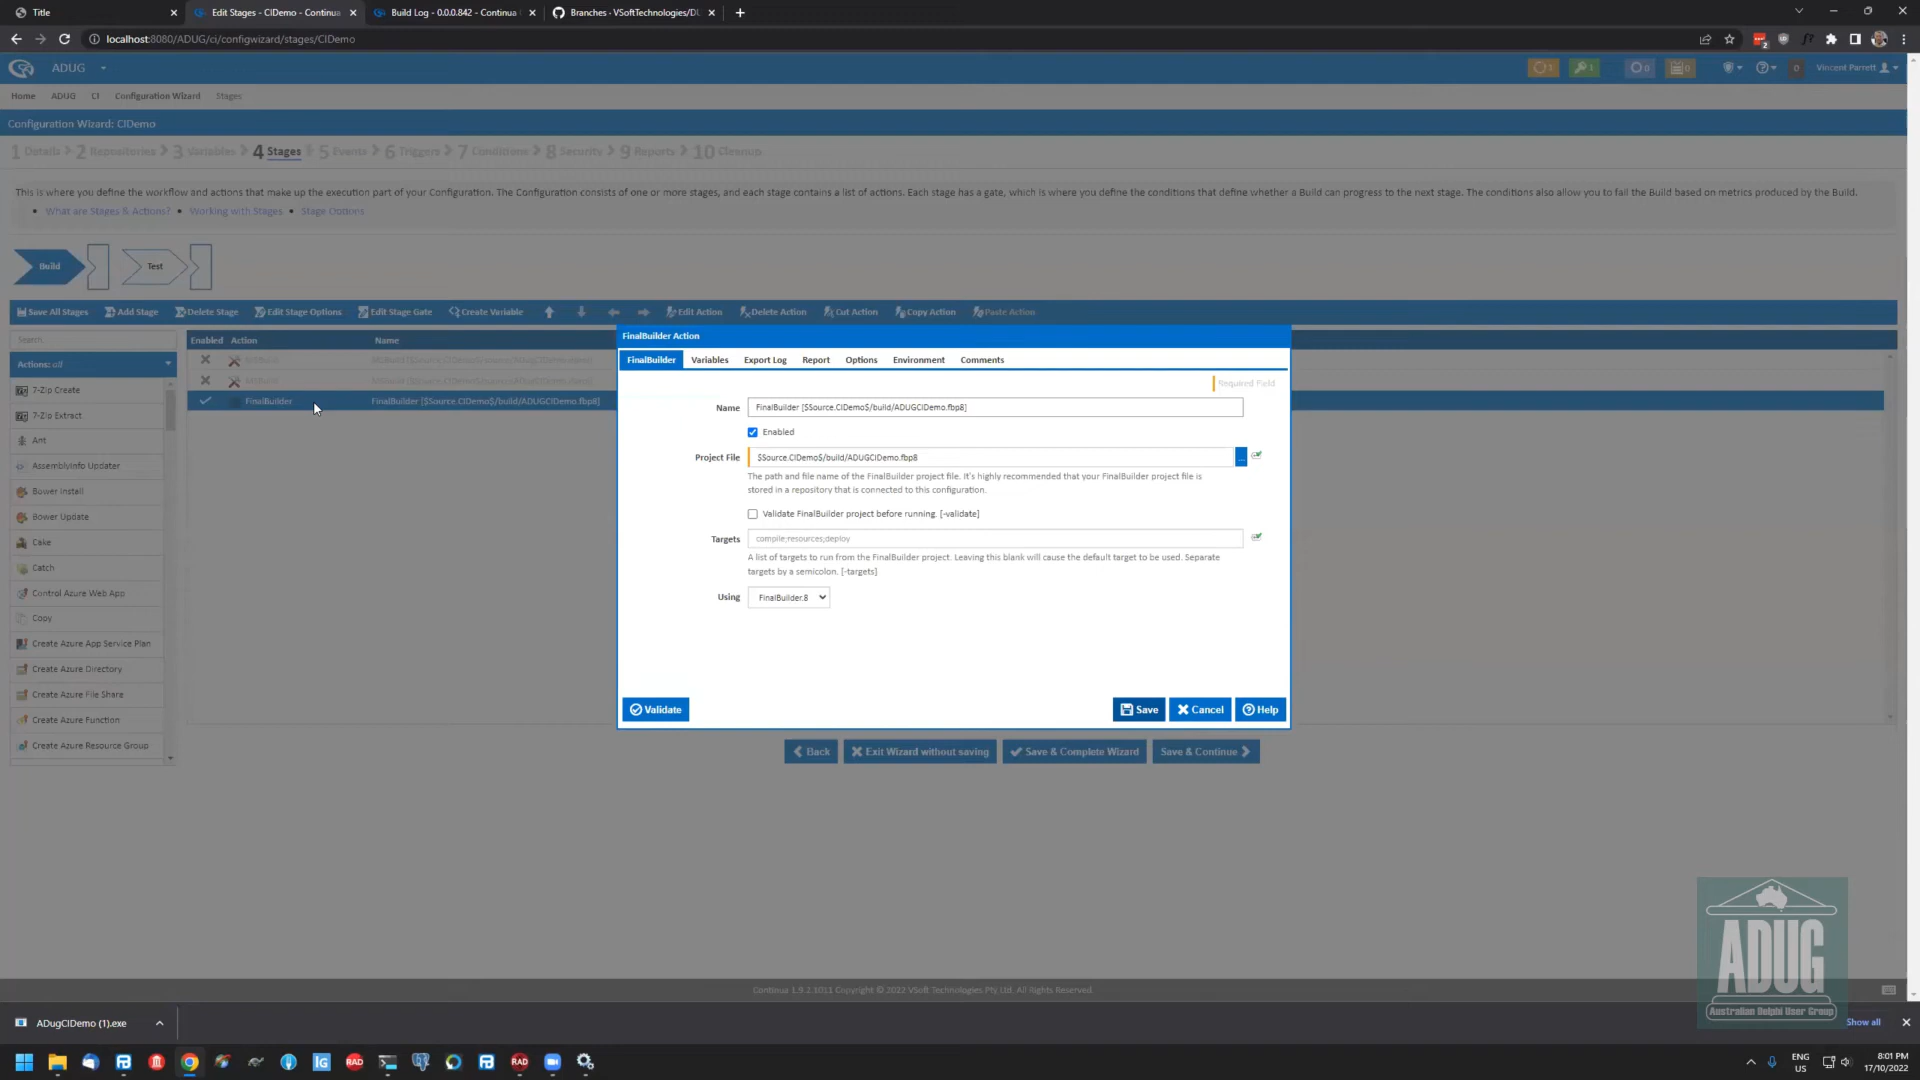 Title
Edit Stages - CIDemo - Continua
Build Log - 0.0.0.842 - Continua
Branches · VSoftTechnologies/DU
localhost:8080/ADUG/ci/configwizard/stages/CIDemo
ADUG
Vincent Parrett
Home ADUG CI Configuration Wizard Stages
Configuration Wizard: CIDemo
1 Details 2 Repositories 3 Variables 4 Stages 5 Events 6 Triggers 7 Conditions 8 Security 9 Reports 10 Cleanup
This is where you define the workflow and actions that make up the execution part of your Configuration. The Configuration consists of one or more stages, and each stage contains a list of actions. Each stage has a gate, which is where you define the conditions that define whether a Build can progress to the next stage. The conditions also allow you to fail the Build based on metrics produced by the Build.
• What are Stages & Actions? • Working with Stages • Stage Options
Build Test
Save All Stages Add Stage Delete Stage Edit Stage Options Edit Stage Gate Create Variable Edit Action Delete Action Cut Action Copy Action Paste Action
Search...
Enabled Action Name
Actions: all
FinalBuilder FinalBuilder [$Source.CIDemo$/build/ADUGCIDemo.fbp8]
7-Zip Create
7-Zip Extract
Ant
AssemblyInfo Updater
Bower Install
Bower Update
Cake
Catch
Control Azure Web App
Copy
Create Azure App Service Plan
Create Azure Directory
Create Azure File Share
Create Azure Function
Create Azure Resource Group
FinalBuilder Action
FinalBuilder Variables Export Log Report Options Environment Comments
Required Field
Name FinalBuilder [$Source.CIDemo$/build/ADUGCIDemo.fbp8]
Enabled
Project File $Source.CIDemo$/build/ADUGCIDemo.fbp8 ...
The path and file name of the FinalBuilder project file. It's highly recommended that your FinalBuilder project file is
stored in a repository that is connected to this configuration.
Validate FinalBuilder project before running. [-validate]
Targets compile;resources;deploy
A list of targets to run from the FinalBuilder project. Leaving this blank will cause the default target to be used. Separate
targets by a semicolon. [-targets]
Using FinalBuilder.8
Validate Save Cancel Help
Back Exit Wizard without saving Save & Complete Wizard Save & Continue
ADUG
Australian Delphi User Group
Continua 1.9.2.1011 Copyright © 2022 VSoft Technologies Pty Ltd. All Rights Reserved.
ADugCIDemo (1).exe
Show all
ENG
US
8:01 PM
17/10/2022